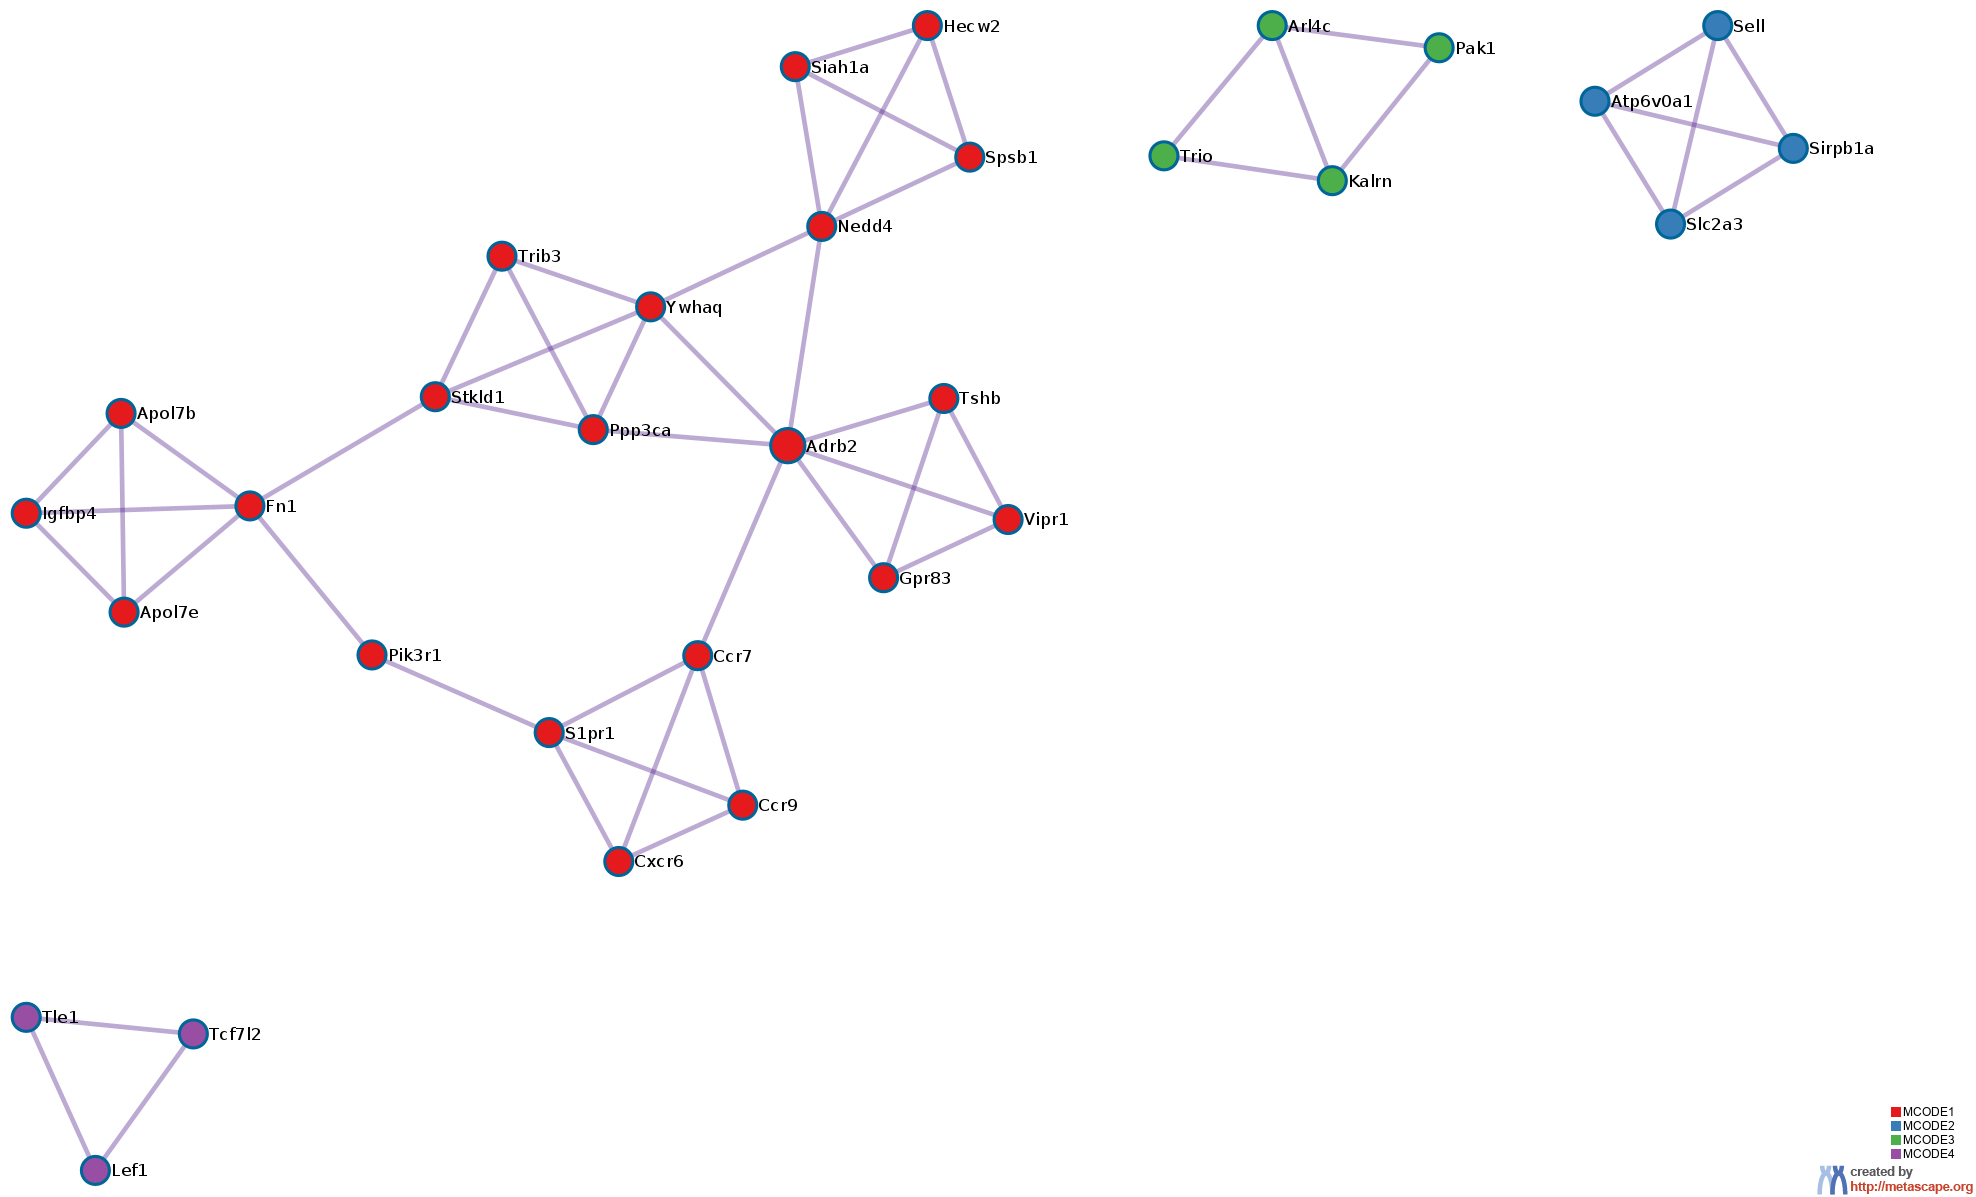 Hecw2
Siah1a
Spsb1
Nedd4
Trib3
Ywhaq
Stkld1
Ppp3ca
Adrb2
Tshb
Vipr1
Gpr83
Apol7b
Igfbp4
Fn1
Apol7e
Pik3r1
Ccr7
S1pr1
Ccr9
Cxcr6
Arl4c
Pak1
Trio
Kalrn
Sell
Atp6v0a1
Sirpb1a
Slc2a3
Tle1
Tcf7l2
Lef1
MCODE1
MCODE2
MCODE3
MCODE4
created by
http://metascape.org